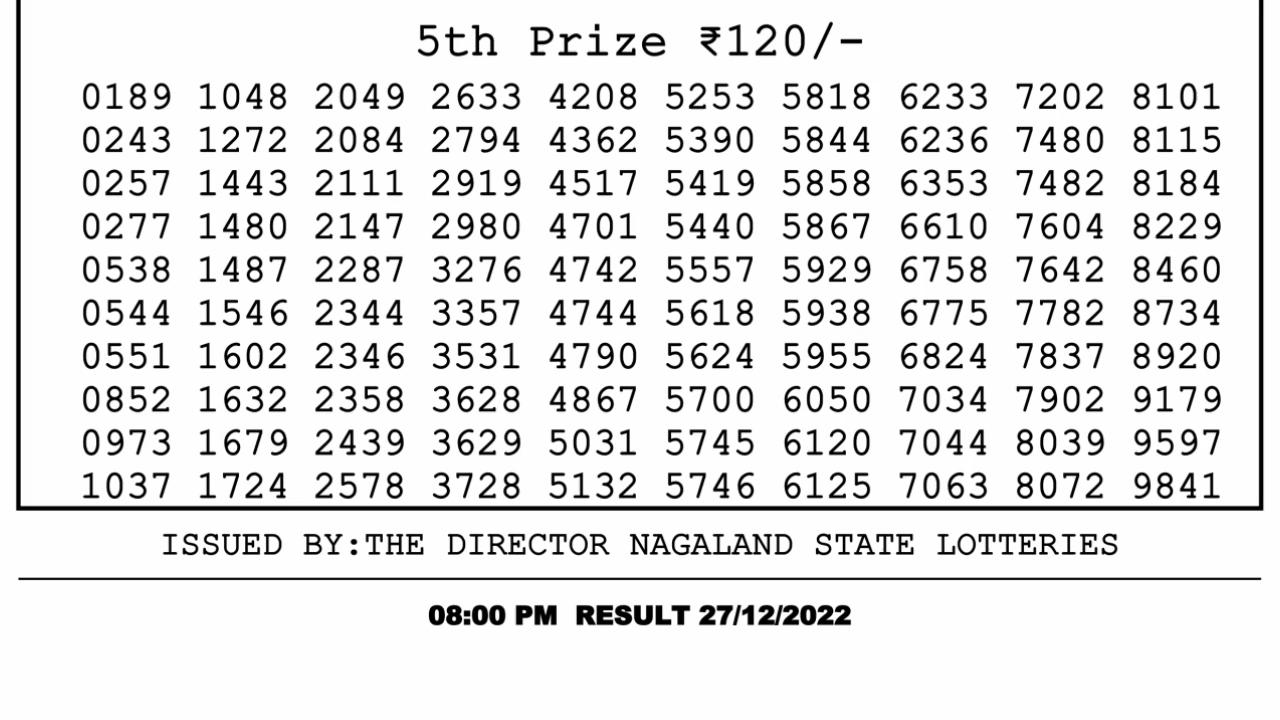 5th Prize ₹120/-
0189 1048 2049 2633 4208 5253 5818 6233 7202 8101
0243 1272 2084 2794 4362 5390 5844 6236 7480 8115
0257 1443 2111 2919 4517 5419 5858 6353 7482 8184
0277 1480 2147 2980 4701 5440 5867 6610 7604 8229
0538 1487 2287 3276 4742 5557 5929 6758 7642 8460
0544 1546 2344 3357 4744 5618 5938 6775 7782 8734
0551 1602 2346 3531 4790 5624 5955 6824 7837 8920
0852 1632 2358 3628 4867 5700 6050 7034 7902 9179
0973 1679 2439 3629 5031 5745 6120 7044 8039 9597
1037 1724 2578 3728 5132 5746 6125 7063 8072 9841
ISSUED BY:THE DIRECTOR NAGALAND STATE LOTTERIES
08:00 PM RESULT 27/12/2022